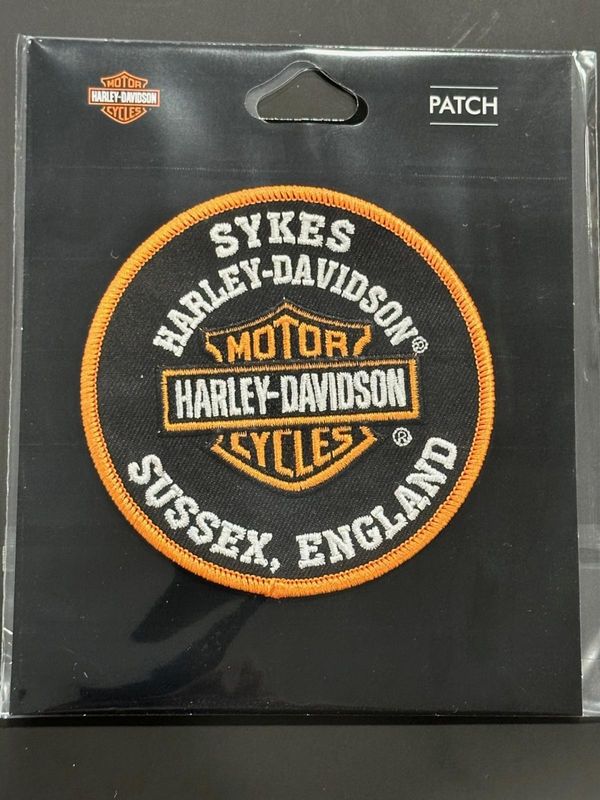 MOTOR
HARLEY-DAVIDSON
CYCLES
PATCH
SYKES
HARLEY-DAVIDSON®
MOTOR
HARLEY-DAVIDSON
CYCLES ®
SUSSEX, ENGLAND